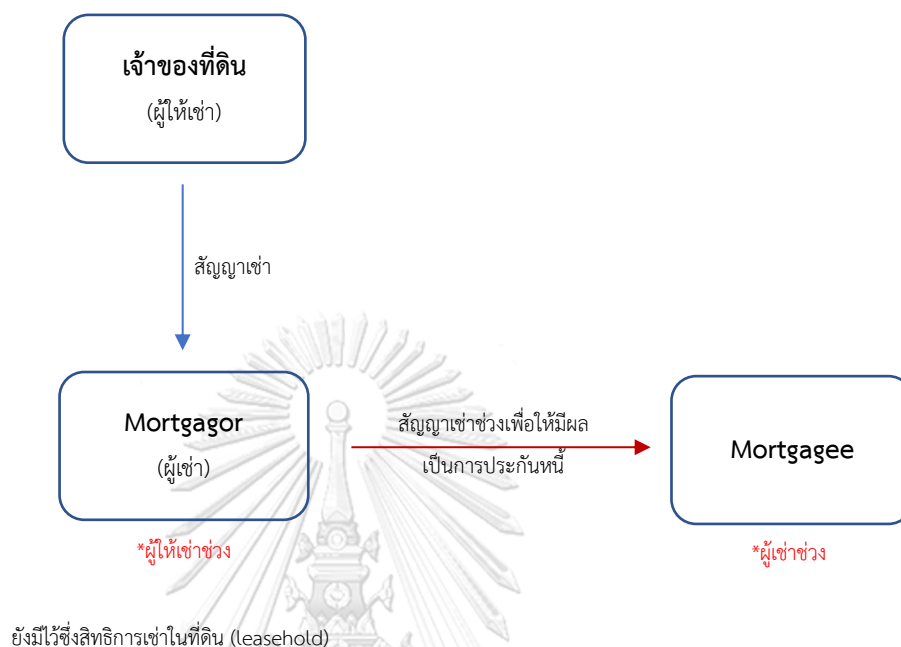 เจ้าของที่ดิน
(ผู้ให้เช่า)
สัญญาเช่า
Mortgagor
(ผู้เช่า)
สัญญาเช่าช่วงเพื่อให้มีผล
เป็นการประกันหนี้
Mortgagee
*ผู้ให้เช่าช่วง
*ผู้เช่าช่วง
ยังมีไว้ซึ่งสิทธิการเช่าในที่ดิน (leasehold)